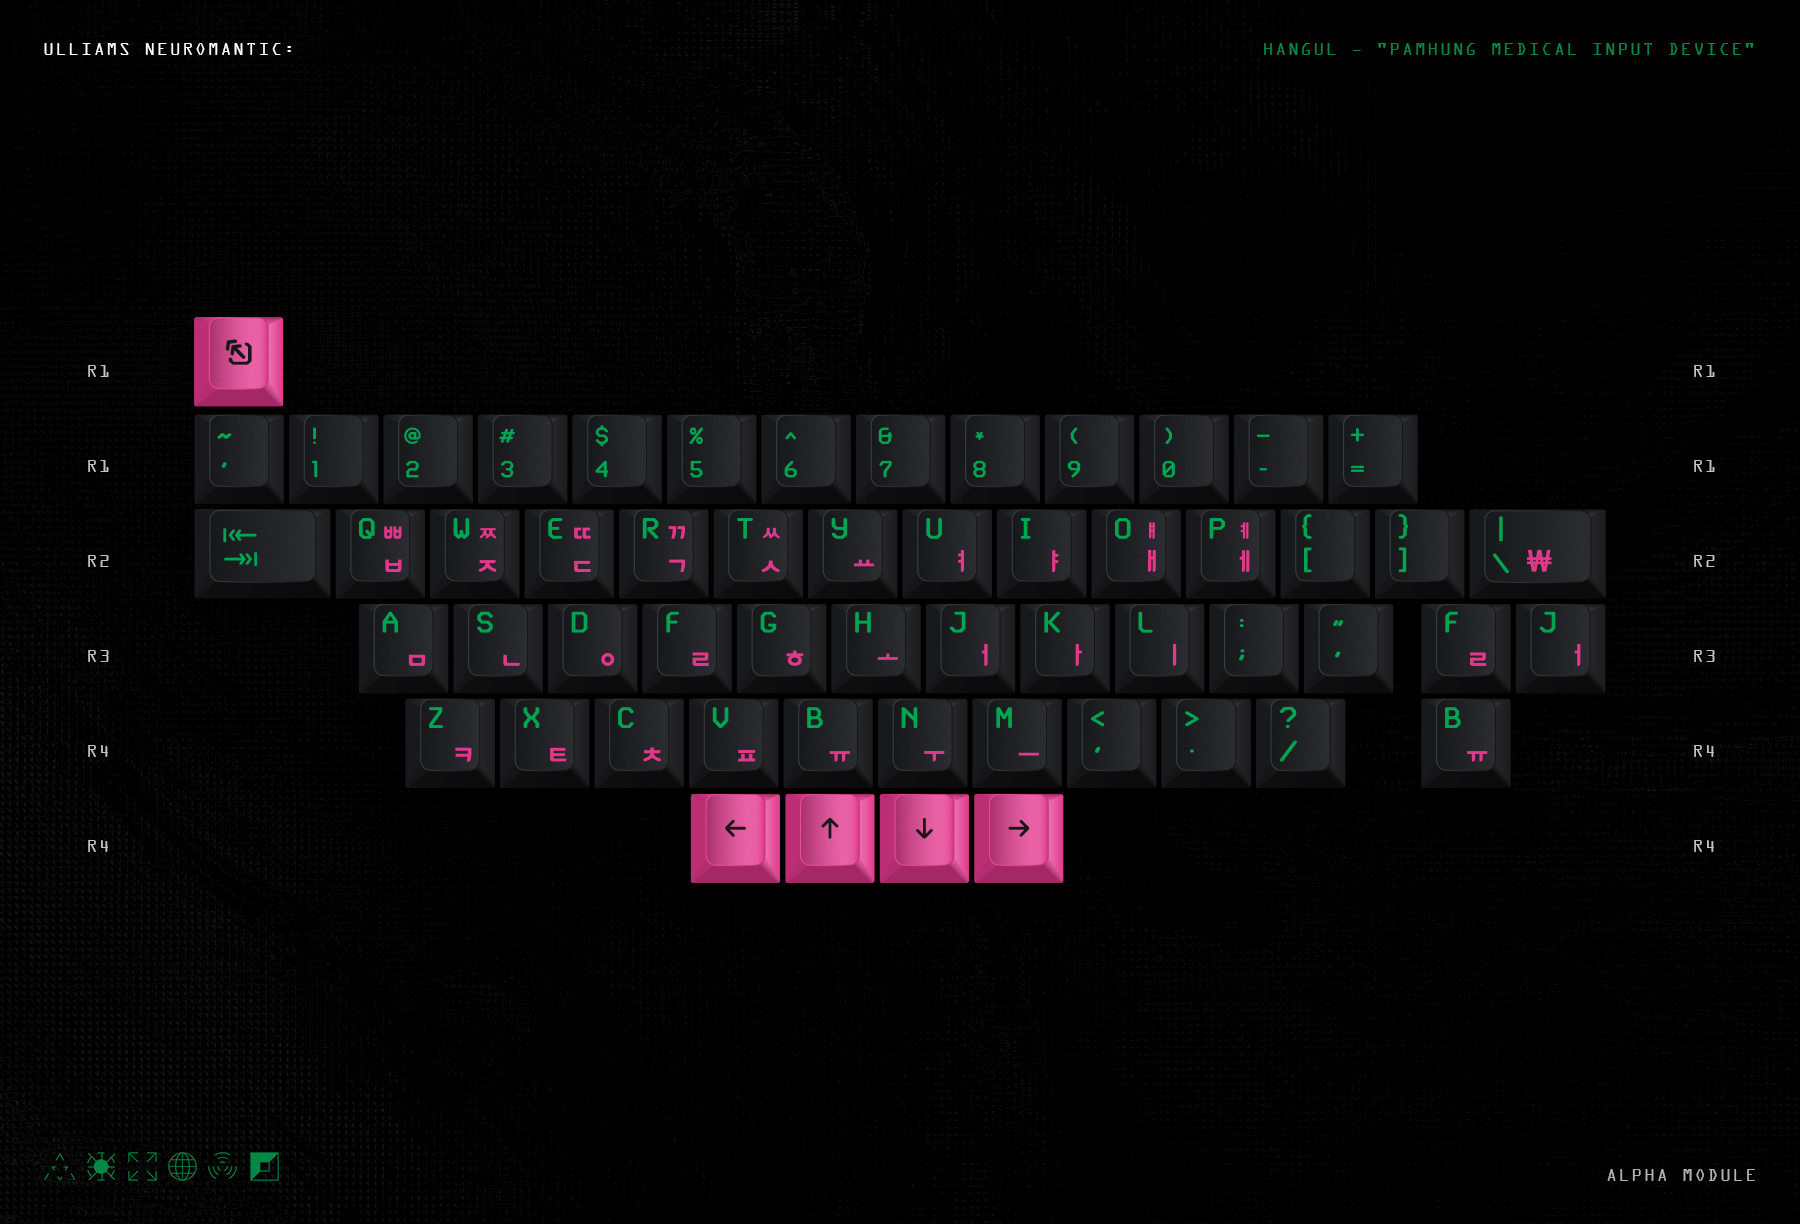 ULLIAMS NEUROMANTIC:
HANGUL - "PAMHUNG MEDICAL INPUT DEVICE"
R1 R1
R1 ~ ' ! 1 @ 2 # 3 $ 4 % 5 ^ 6 & 7 * 8 ( 9 ) 0 – - + = R1
R2 Q ㅃ ㅂ W ㅉ ㅈ E ㄸ ㄷ R ㄲ ㄱ T ㅆ ㅅ Y ㅛ U ㅕ I ㅑ O ㅒ ㅐ P ㅖ ㅔ { [ } ] | \ ₩ R2
R3 A ㅁ S ㄴ D ㅇ F ㄹ G ㅎ H ㅗ J ㅓ K ㅏ L ㅣ : ; " ' F ㄹ J ㅓ R3
R4 Z ㅋ X ㅌ C ㅊ V ㅍ B ㅠ N ㅜ M ㅡ < ' > . ? / B ㅠ R4
R4 ← ↑ ↓ → R4
ALPHA MODULE